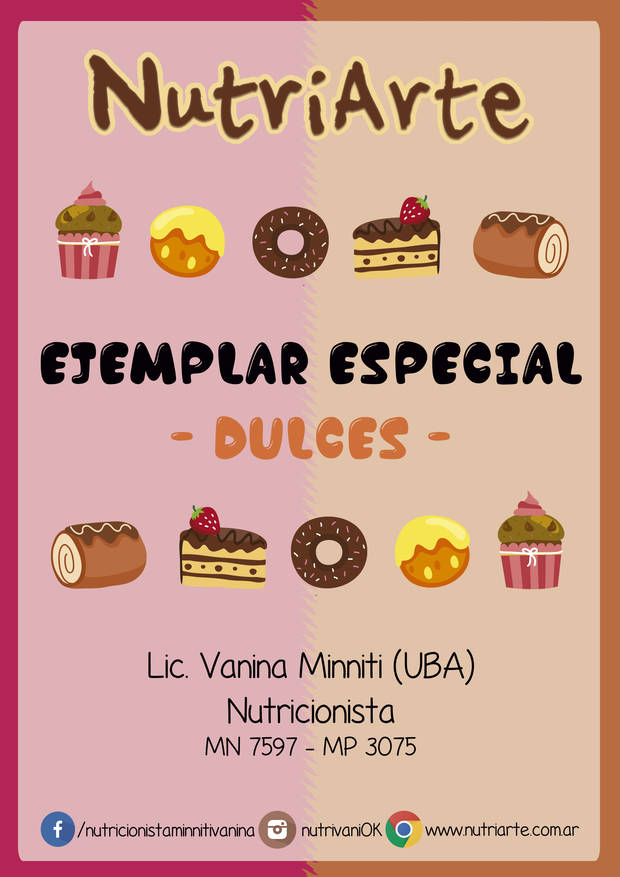 NutriArte
EJEMPLAR ESPECIAL
- DULCES -
Lic. Vanina Minniti (UBA)
Nutricionista
MN 7597 - MP 3075
/nutricionistaminnitivanina nutrivaniOK www.nutriarte.com.ar